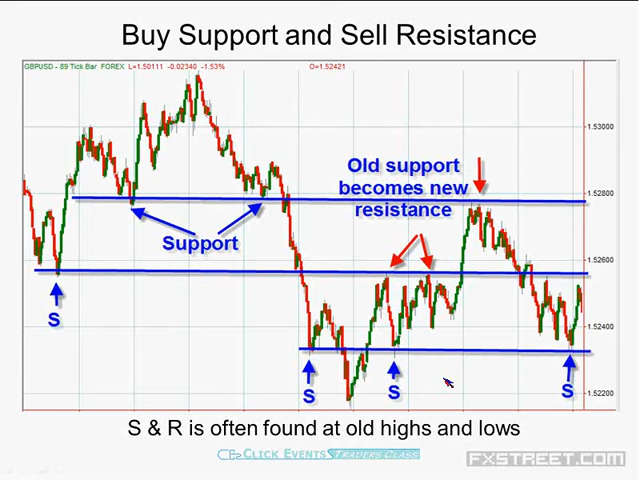 Buy Support and Sell Resistance
GBPUSD - 89 Tick Bar FOREX L=1.50111 -0.02340 -1.53% O=1.52421
1.53000
Old support
becomes new
resistance
1.52800
Support
1.52600
S
1.52400
S
S
S
1.52200
S & R is often found at old highs and lows
CLICK EVENTS TRADERS CLASS
FXSTREET.COM